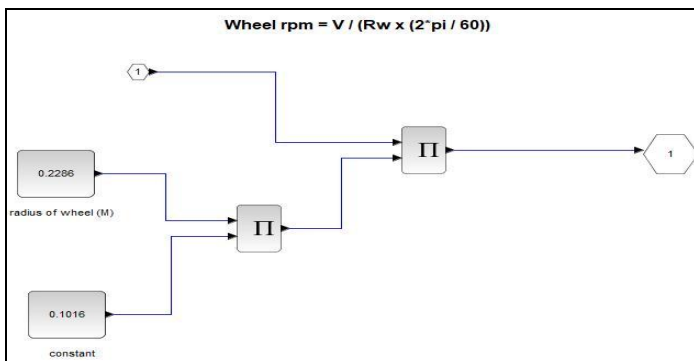 Wheel rpm = V / (Rw x (2*pi / 60))
1
Π
1
0.2286
radius of wheel (M)
Π
0.1016
constant